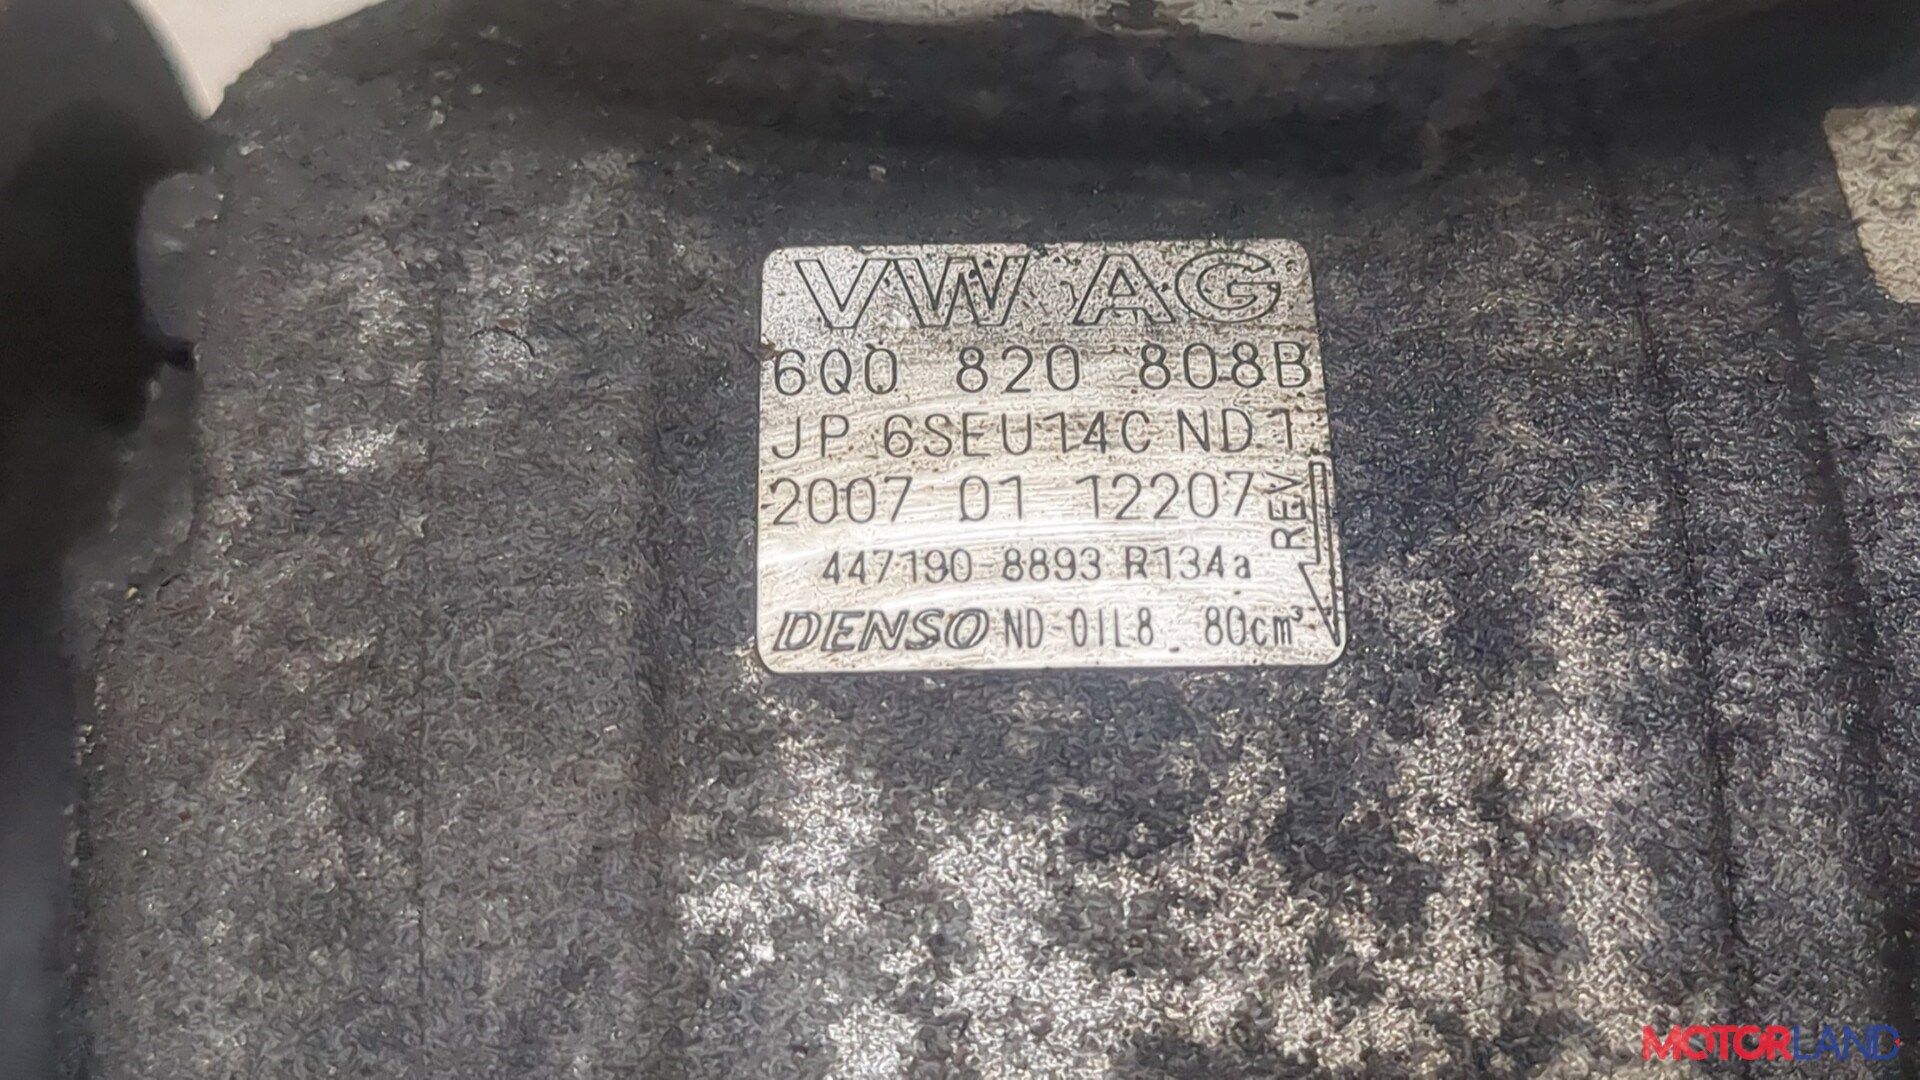 VW AG
6Q0 820 808B
JP 6SEU14C ND1
2007 01 12207
REV
447190-8893 R134a
DENSO ND-OIL8 80cm³
MOTORLAND